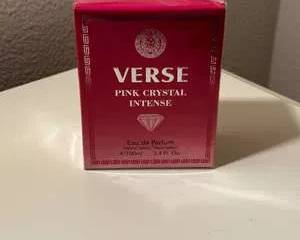 VERSE
PINK CRYSTAL
INTENSE
Eau de Parfum
100ml 3.4 Fl. Oz.